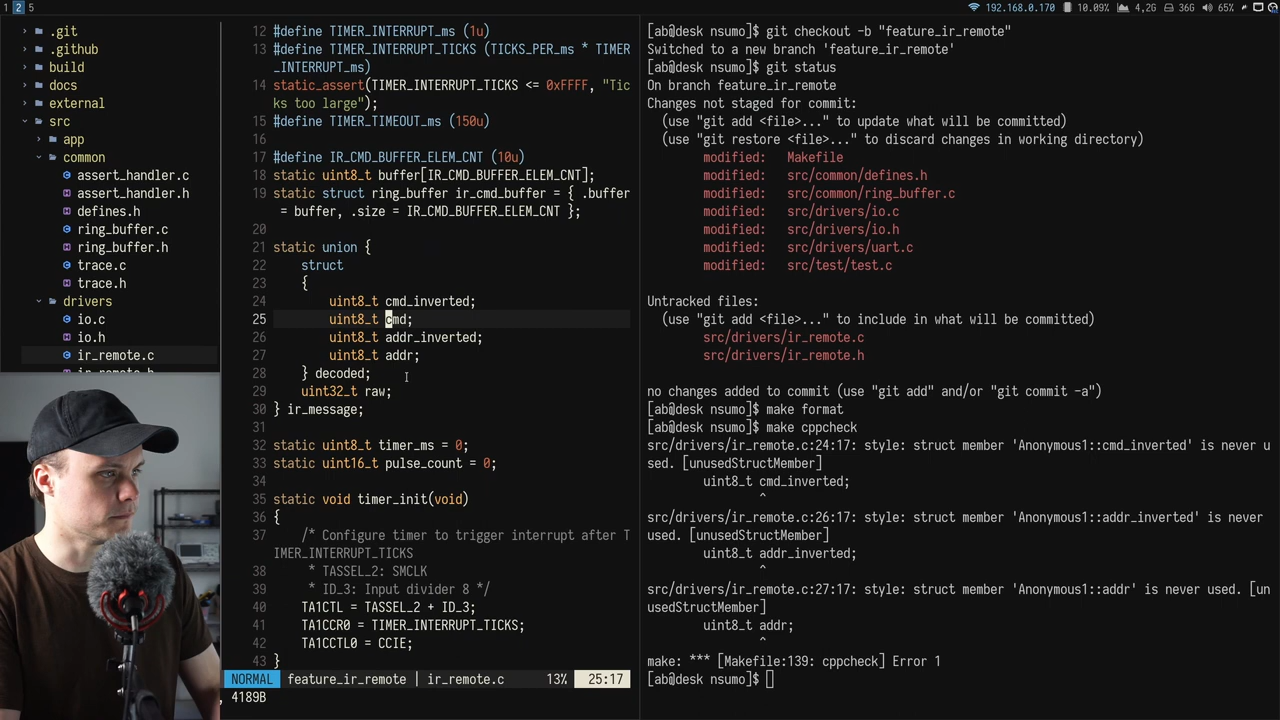 1 2 5
192.168.0.170 10.09% 4,2G 36G 65%
.git
.github
build
docs
external
src
app
common
assert_handler.c
assert_handler.h
defines.h
ring_buffer.c
ring_buffer.h
trace.c
trace.h
drivers
io.c
io.h
ir_remote.c
12 #define TIMER_INTERRUPT_ms (1u)
13 #define TIMER_INTERRUPT_TICKS (TICKS_PER_ms * TIMER
_INTERRUPT_ms)
14 static_assert(TIMER_INTERRUPT_TICKS <= 0xFFFF, "Tic
ks too large");
15 #define TIMER_TIMEOUT_ms (150u)
16
17 #define IR_CMD_BUFFER_ELEM_CNT (10u)
18 static uint8_t buffer[IR_CMD_BUFFER_ELEM_CNT];
19 static struct ring_buffer ir_cmd_buffer = { .buffer
= buffer, .size = IR_CMD_BUFFER_ELEM_CNT };
20
21 static union {
22 struct
23 {
24 uint8_t cmd_inverted;
25 uint8_t cmd;
26 uint8_t addr_inverted;
27 uint8_t addr;
28 } decoded;
29 uint32_t raw;
30 } ir_message;
31
32 static uint8_t timer_ms = 0;
33 static uint16_t pulse_count = 0;
34
35 static void timer_init(void)
36 {
37 /* Configure timer to trigger interrupt after T
IMER_INTERRUPT_TICKS
38 * TASSEL_2: SMCLK
39 * ID_3: Input divider 8 */
40 TA1CTL = TASSEL_2 + ID_3;
41 TA1CCR0 = TIMER_INTERRUPT_TICKS;
42 TA1CCTL0 = CCIE;
43 }
NORMAL feature_ir_remote | ir_remote.c 13% 25:17
, 4189B
[ab@desk nsumo]$ git checkout -b "feature_ir_remote"
Switched to a new branch 'feature_ir_remote'
[ab@desk nsumo]$ git status
On branch feature_ir_remote
Changes not staged for commit:
(use "git add <file>..." to update what will be committed)
(use "git restore <file>..." to discard changes in working directory)
modified: Makefile
modified: src/common/defines.h
modified: src/common/ring_buffer.c
modified: src/drivers/io.c
modified: src/drivers/io.h
modified: src/drivers/uart.c
modified: src/test/test.c
Untracked files:
(use "git add <file>..." to include in what will be committed)
src/drivers/ir_remote.c
src/drivers/ir_remote.h
no changes added to commit (use "git add" and/or "git commit -a")
[ab@desk nsumo]$ make format
[ab@desk nsumo]$ make cppcheck
src/drivers/ir_remote.c:24:17: style: struct member 'Anonymous1::cmd_inverted' is never u
sed. [unusedStructMember]
uint8_t cmd_inverted;
^
src/drivers/ir_remote.c:26:17: style: struct member 'Anonymous1::addr_inverted' is never
used. [unusedStructMember]
uint8_t addr_inverted;
^
src/drivers/ir_remote.c:27:17: style: struct member 'Anonymous1::addr' is never used. [un
usedStructMember]
uint8_t addr;
^
make: *** [Makefile:139: cppcheck] Error 1
[ab@desk nsumo]$